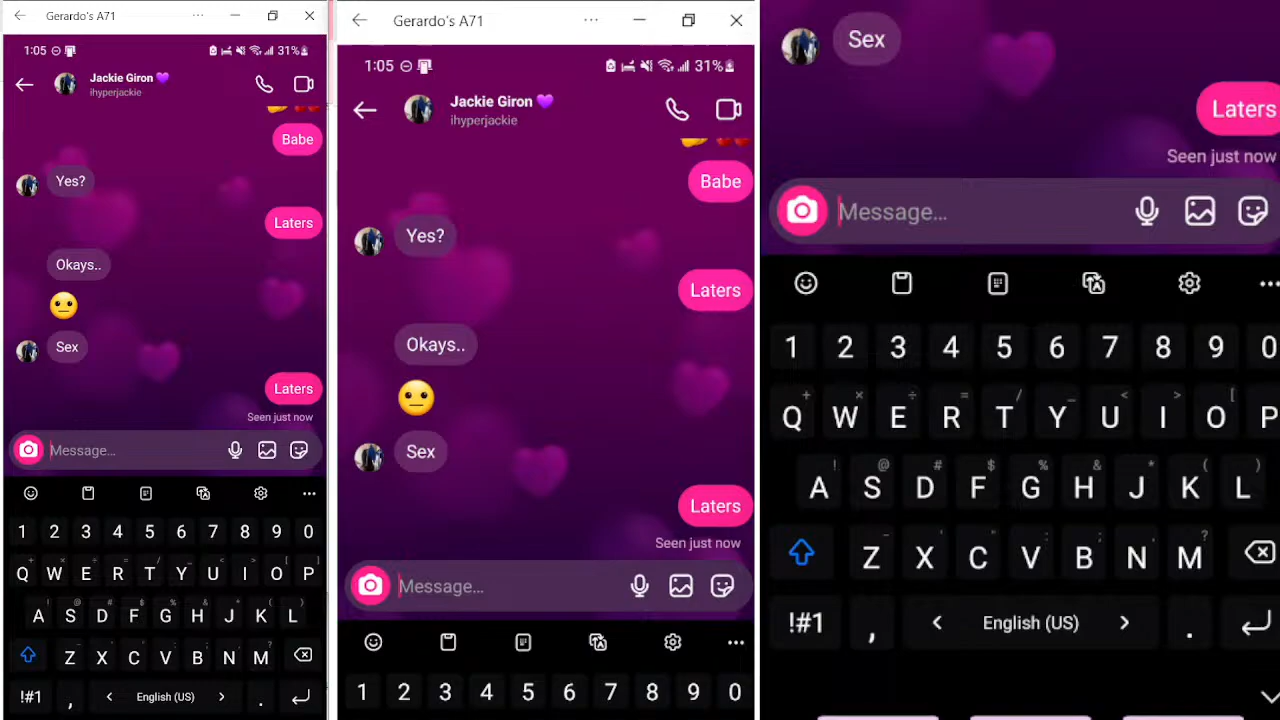 Gerardo's A71
1:05 31%
Jackie Giron 💜
ihyperjackie
Babe
Yes?
Laters
Okays..
😐
Sex
Laters
Seen just now
Message...
1 2 3 4 5 6 7 8 9 0
+ × ÷ = / _ < > [ ]
Q W E R T Y U I O P
! @ # $ % & * ( )
A S D F G H J K L
- ' " : ; , ?
Z X C V B N M
!#1 , < English (US) > .
Gerardo's A71
1:05 31%
Jackie Giron 💜
ihyperjackie
Babe
Yes?
Laters
Okays..
😐
Sex
Laters
Seen just now
Message...
1 2 3 4 5 6 7 8 9 0
Sex
Laters
Seen just now
Message...
1 2 3 4 5 6 7 8 9 0
+ × ÷ = / _ < > [
Q W E R T Y U I O P
! @ # $ % & * ( )
A S D F G H J K L
- ' " : ; , ?
Z X C V B N M
!#1 , < English (US) > .